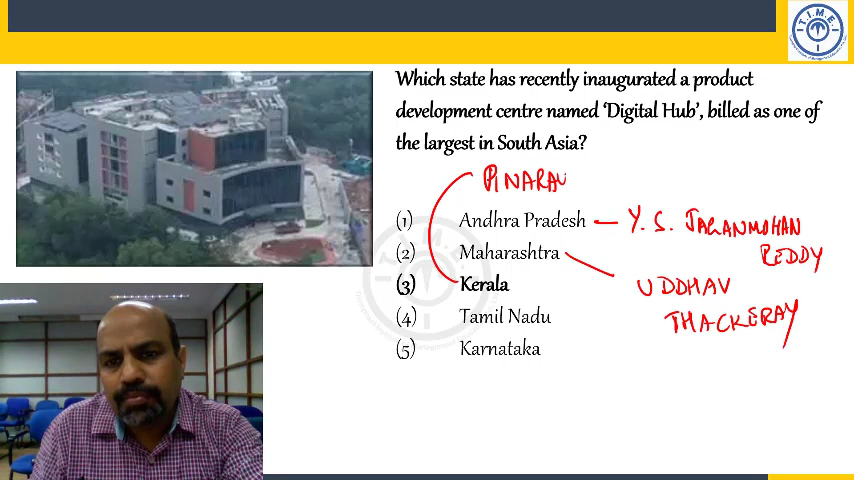 T.I.M.E.
Which state has recently inaugurated a product
development centre named ‘Digital Hub’, billed as one of
the largest in South Asia?
PINARAY
(1) Andhra Pradesh — Y. S. JAGANMOHAN
REDDY
(2) Maharashtra
(3) Kerala
UDDHAV
(4) Tamil Nadu
THACKERAY
(5) Karnataka